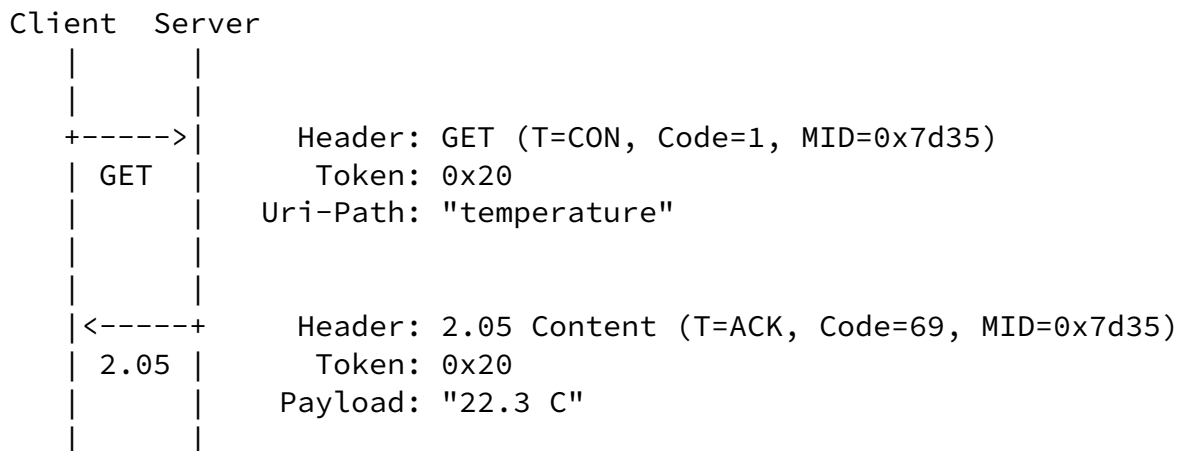 Client  Server
   |      |
   |      |
   +----->|     Header: GET (T=CON, Code=1, MID=0x7d35)
   | GET  |      Token: 0x20
   |      |   Uri-Path: "temperature"
   |      |
   |      |
   |<-----+     Header: 2.05 Content (T=ACK, Code=69, MID=0x7d35)
   | 2.05 |      Token: 0x20
   |      |    Payload: "22.3 C"
   |      |